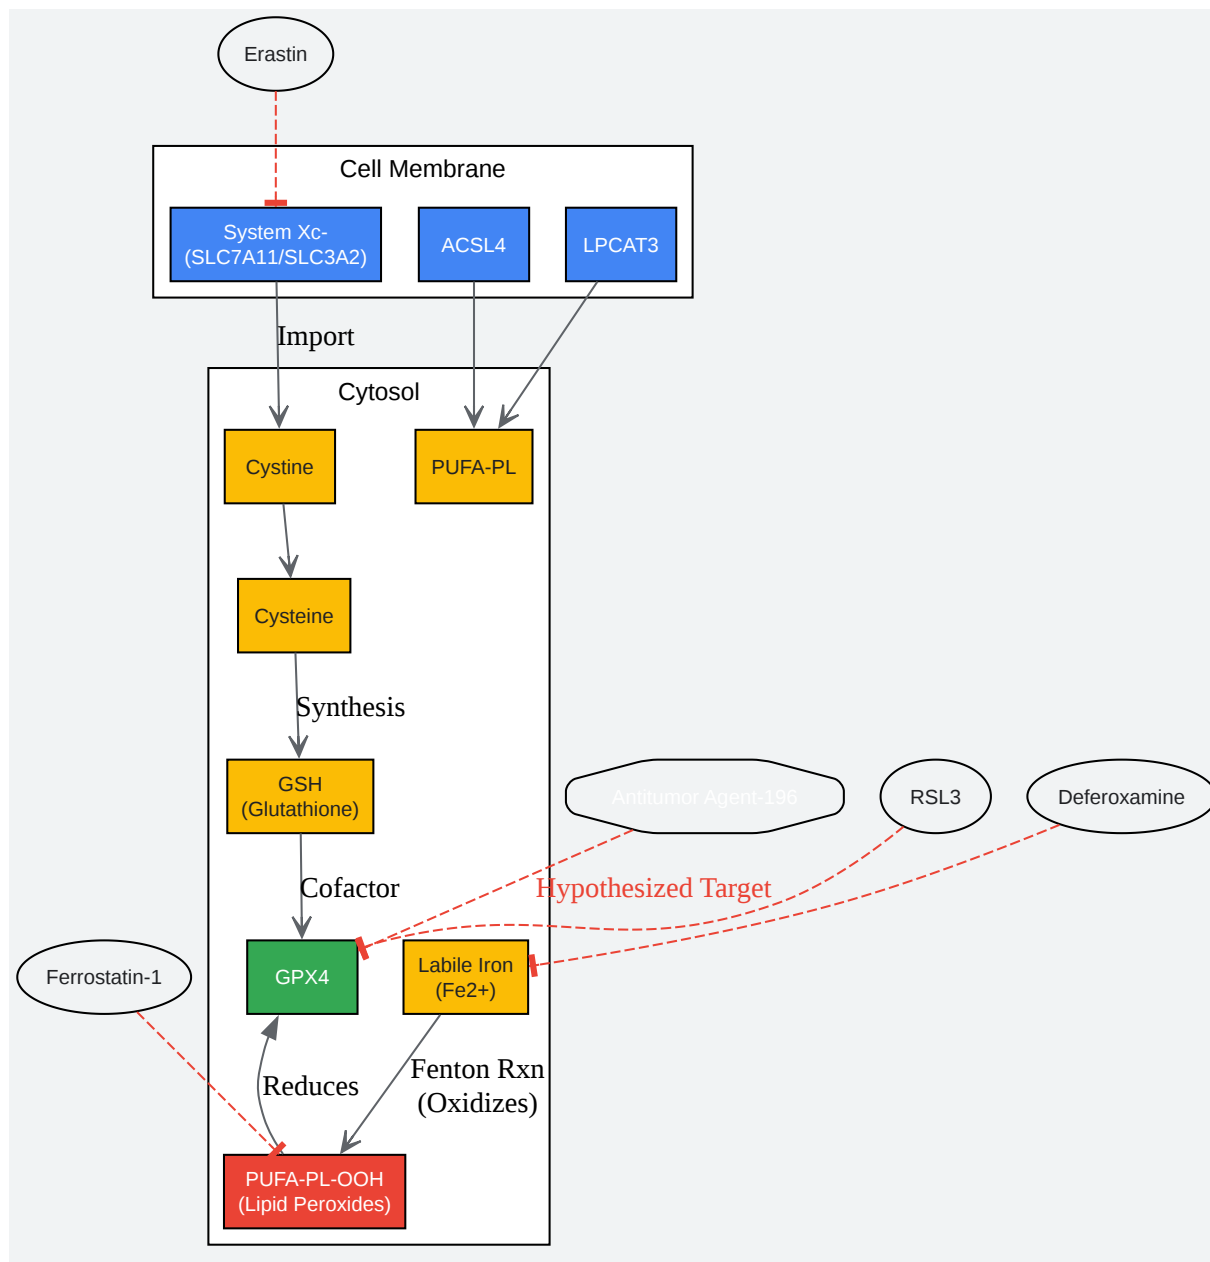 Erastin
Cell Membrane
System Xc-
(SLC7A11/SLC3A2)
ACSL4
LPCAT3
Import
Cytosol
Cystine
PUFA-PL
Cysteine
Synthesis
GSH
(Glutathione)
Antitumor Agent-196
RSL3
Deferoxamine
Cofactor
Hypothesized Target
Ferrostatin-1
GPX4
Labile Iron
(Fe2+)
Reduces
Fenton Rxn
(Oxidizes)
PUFA-PL-OOH
(Lipid Peroxides)